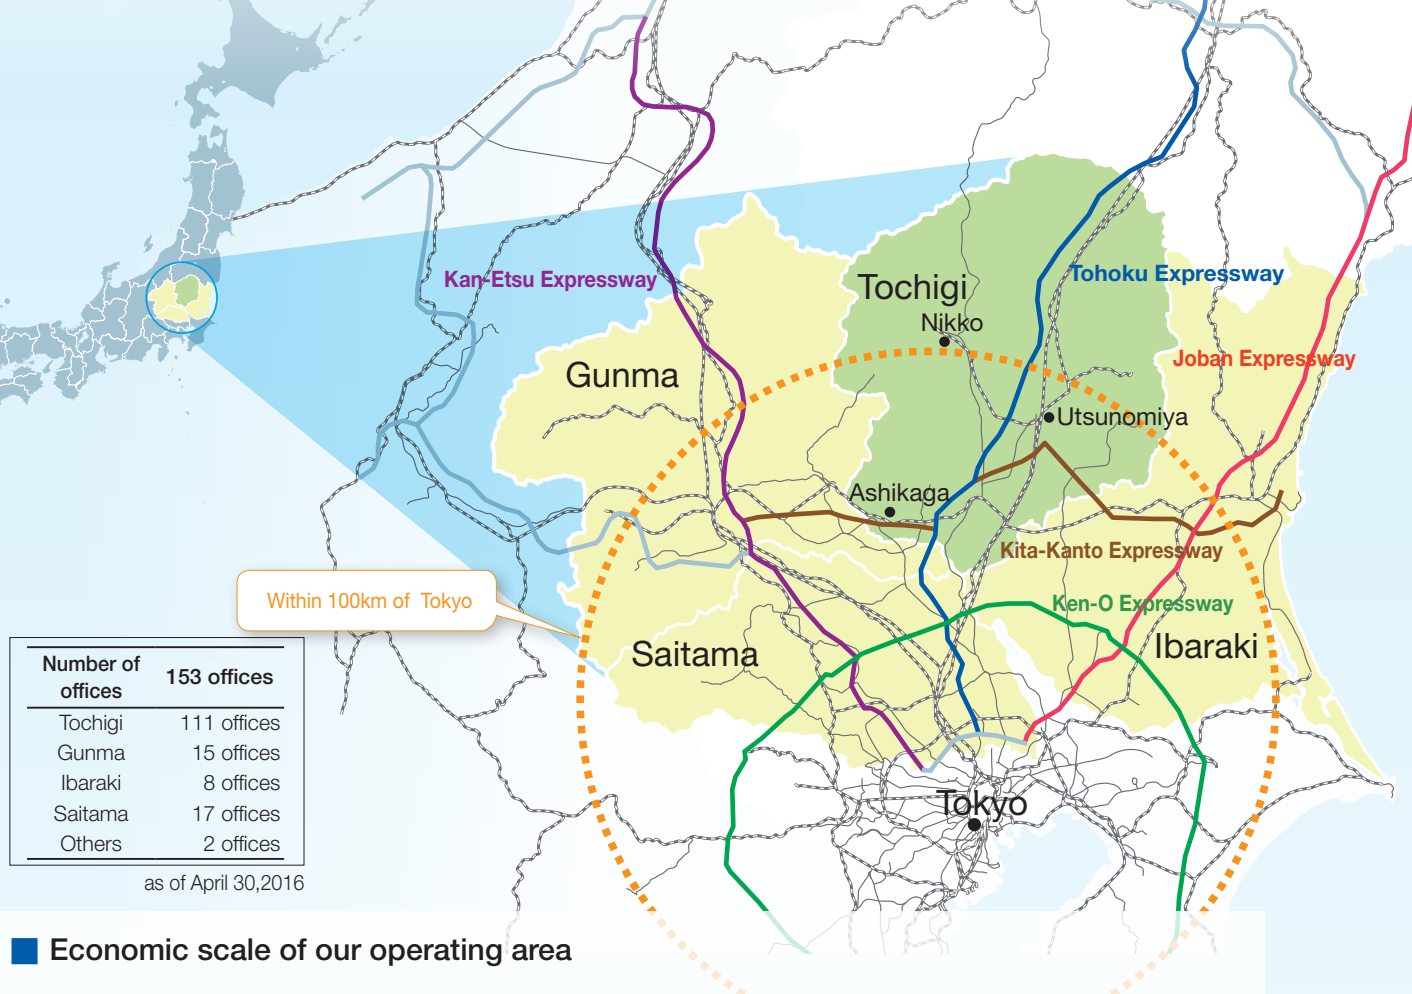 Kan-Etsu Expressway
Tochigi
Nikko
Tohoku Expressway
Joban Expressway
Gunma
Utsunomiya
Ashikaga
Kita-Kanto Expressway
Within 100km of Tokyo
Ken-O Expressway
Saitama
Ibaraki
Tokyo
Number of
offices
153 offices
Tochigi 111 offices
Gunma 15 offices
Ibaraki 8 offices
Saitama 17 offices
Others 2 offices
as of April 30,2016
Economic scale of our operating area